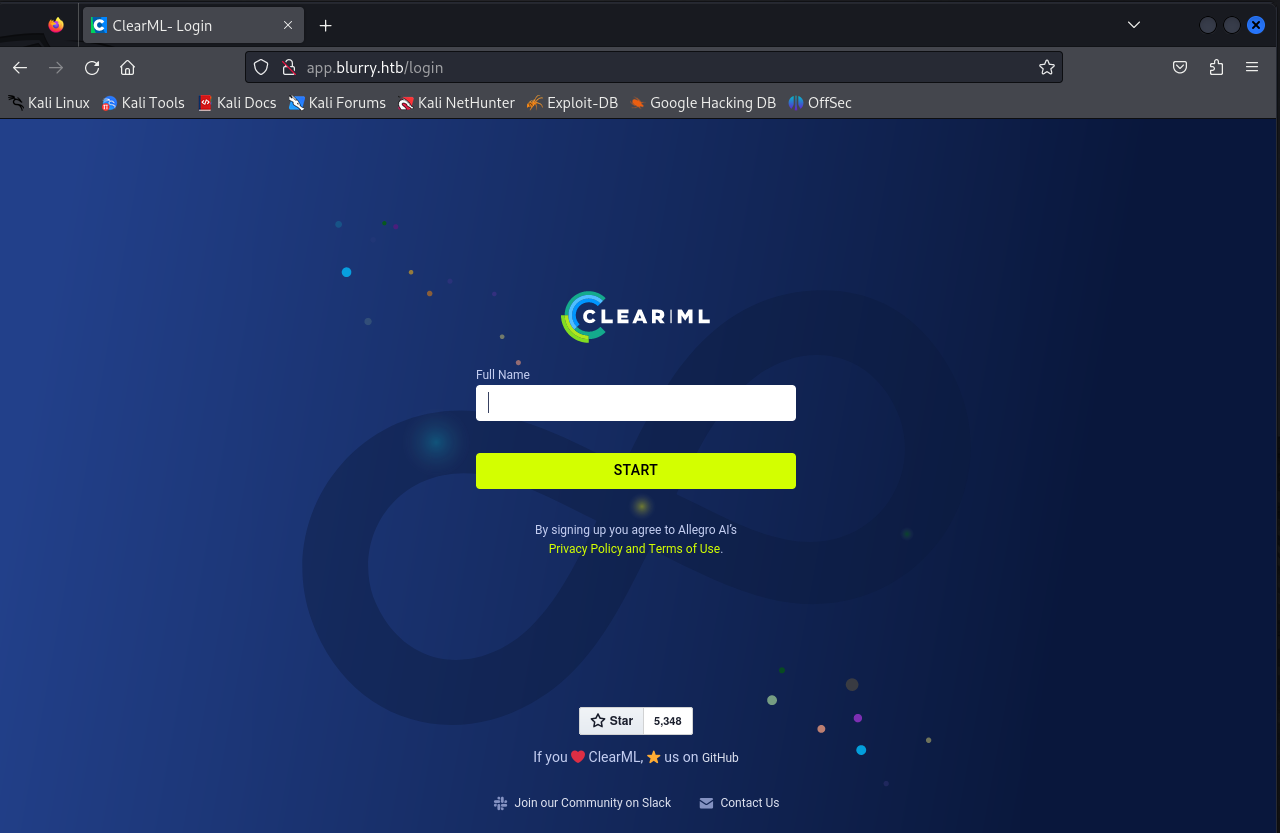 ClearML- Login
app.blurry.htb/login
Kali Linux Kali Tools Kali Docs Kali Forums Kali NetHunter Exploit-DB Google Hacking DB OffSec
CLEAR|ML
Full Name
START
By signing up you agree to Allegro AI's
Privacy Policy and Terms of Use.
Star 5,348
If you ❤ ClearML, ⭐ us on GitHub
Join our Community on Slack Contact Us